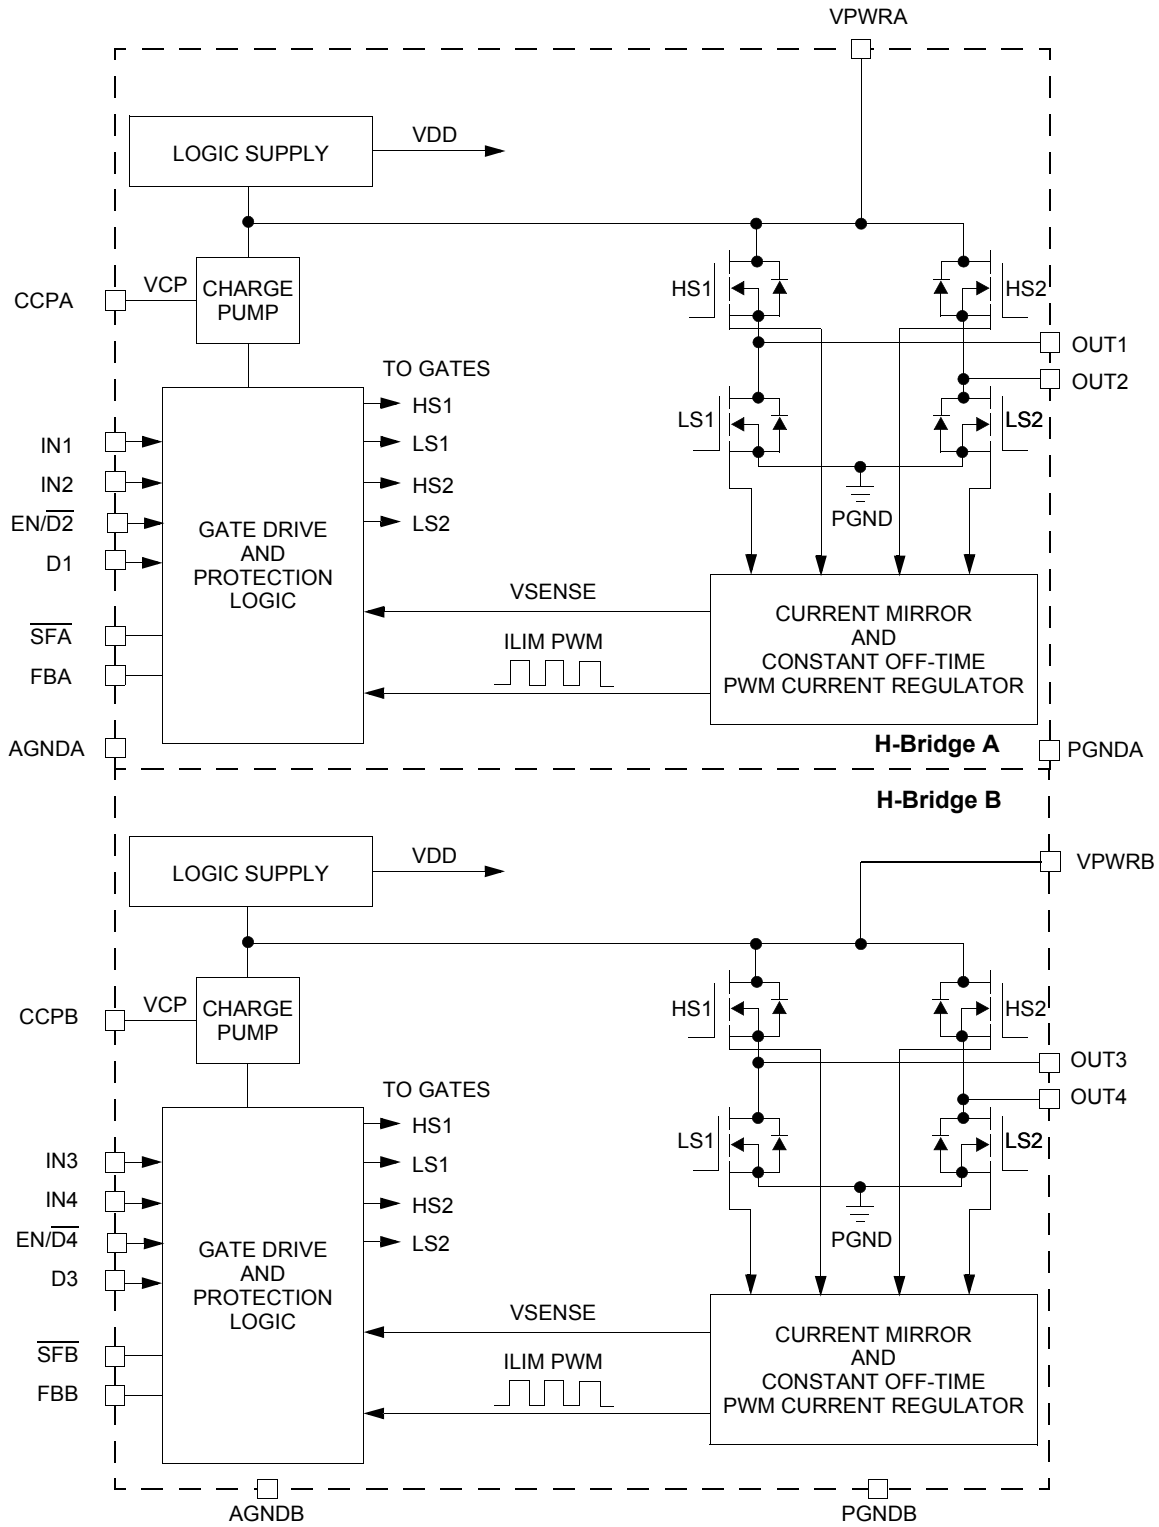 VPWRA
LOGIC SUPPLY
VDD
CCPA
VCP
CHARGE
PUMP
HS1
HS2
OUT1
OUT2
TO GATES
HS1
LS1
HS2
LS2
LS1
LS2
PGND
IN1
IN2
EN/D2
D1
SFA
FBA
AGNDA
GATE DRIVE
AND
PROTECTION
LOGIC
VSENSE
ILIM PWM
CURRENT MIRROR
AND
CONSTANT OFF-TIME
PWM CURRENT REGULATOR
H-Bridge A
PGNDA
H-Bridge B
LOGIC SUPPLY
VDD
VPWRB
CCPB
VCP
CHARGE
PUMP
HS1
HS2
OUT3
OUT4
TO GATES
HS1
LS1
HS2
LS2
LS1
LS2
PGND
IN3
IN4
EN/D4
D3
SFB
FBB
GATE DRIVE
AND
PROTECTION
LOGIC
VSENSE
ILIM PWM
CURRENT MIRROR
AND
CONSTANT OFF-TIME
PWM CURRENT REGULATOR
AGNDB
PGNDB